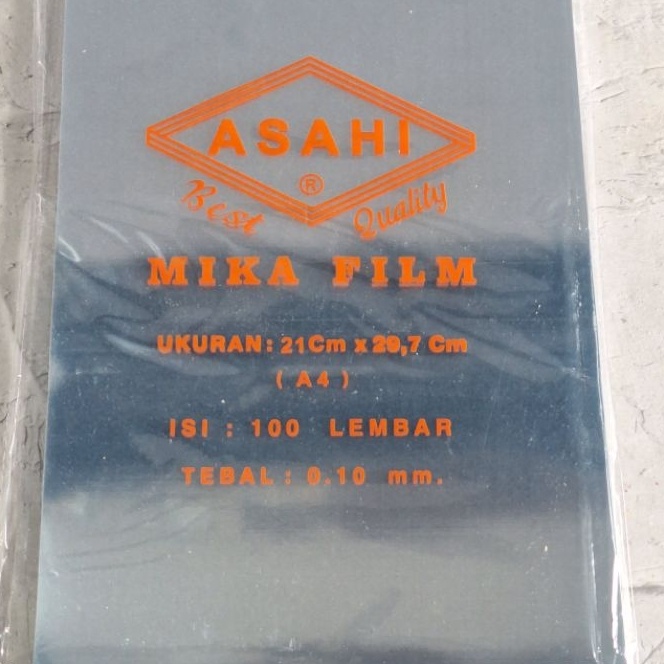 ASAHI
®
Best Quality
MIKA FILM
UKURAN: 21Cm x 29,7 Cm
( A4 )
ISI : 100 LEMBAR
TEBAL : 0.10 mm.